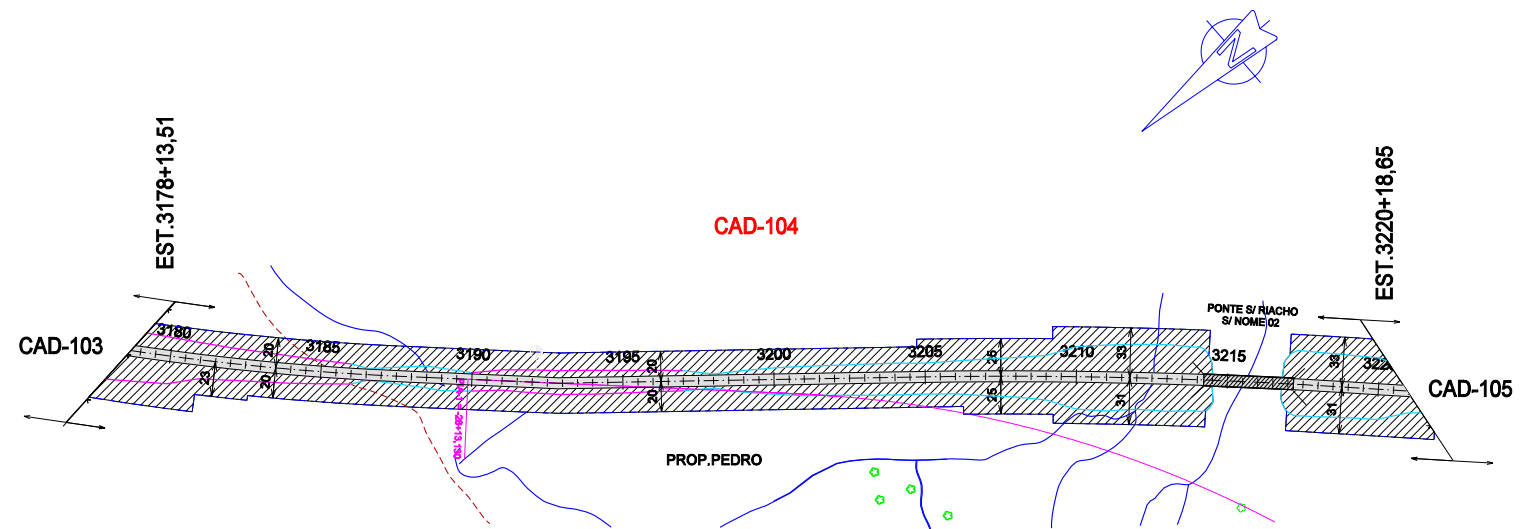 N
EST.3178+13,51
EST.3220+18,65
CAD-104
PONTE S/ RIACHO
S/ NOME 02
CAD-103
3180
3185
3190
3195
3200
3205
3210
3215
20
20
25
33
33
23
20
20
25
31
31
CAD-105
PROP.PEDRO